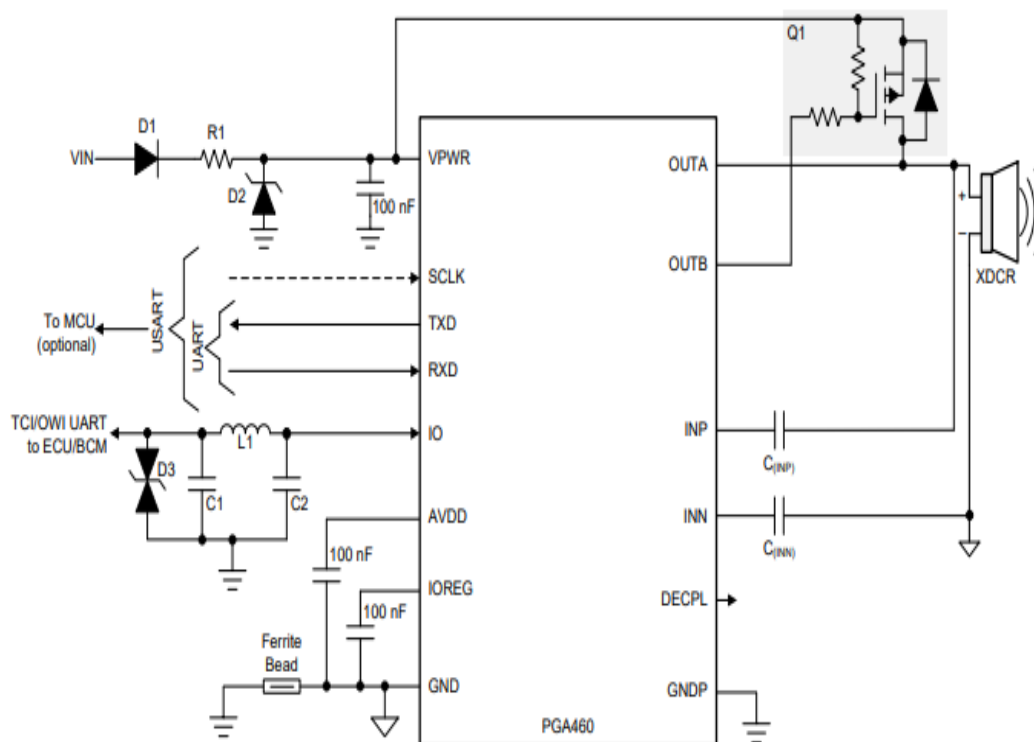 Q1
D1
R1
VIN
VPWR
OUTA
D2
100 nF
+
–
OUTB
XDCR
SCLK
USART
To MCU
(optional)
UART
TXD
RXD
TCI/OWI UART
to ECU/BCM
L1
IO
INP
C(INP)
D3
C1
C2
AVDD
INN
C(INN)
100 nF
IOREG
100 nF
DECPL
Ferrite
Bead
GND
GNDP
PGA460